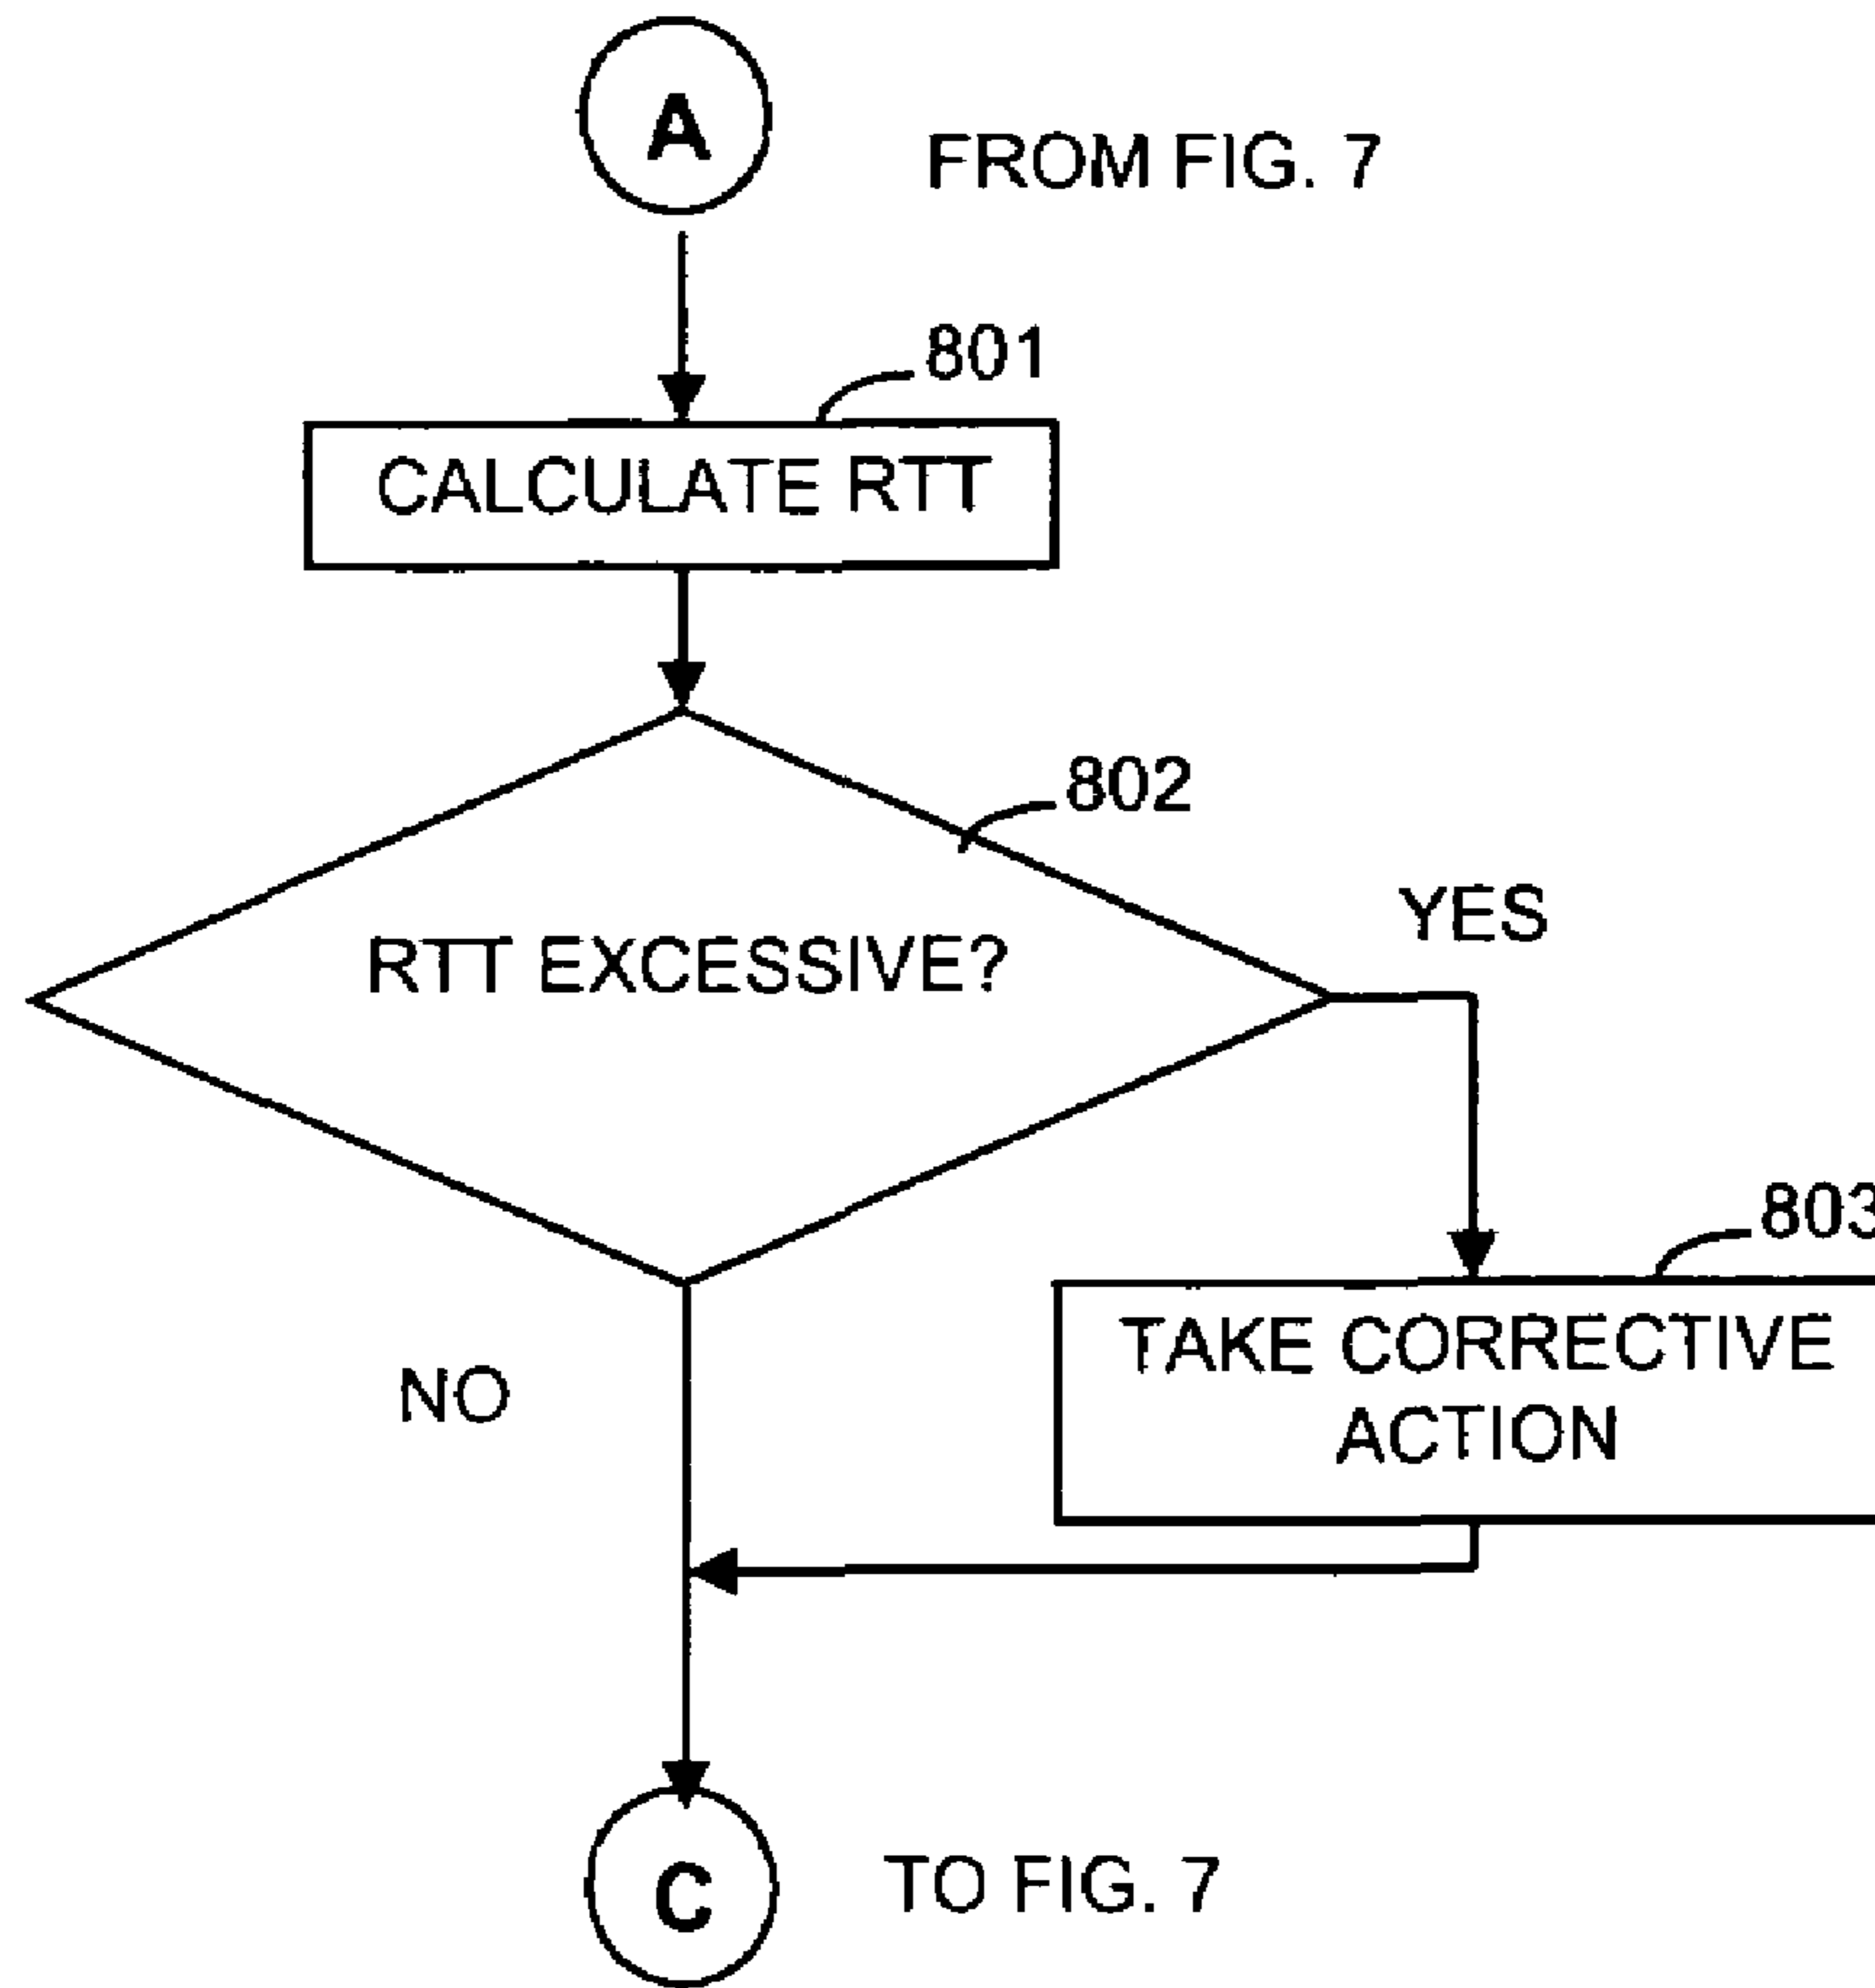 A
FROM FIG. 7
801
CALCULATE RTT
802
RTT EXCESSIVE?
YES
803
TAKE CORRECTIVE
ACTION
NO
C
TO FIG. 7